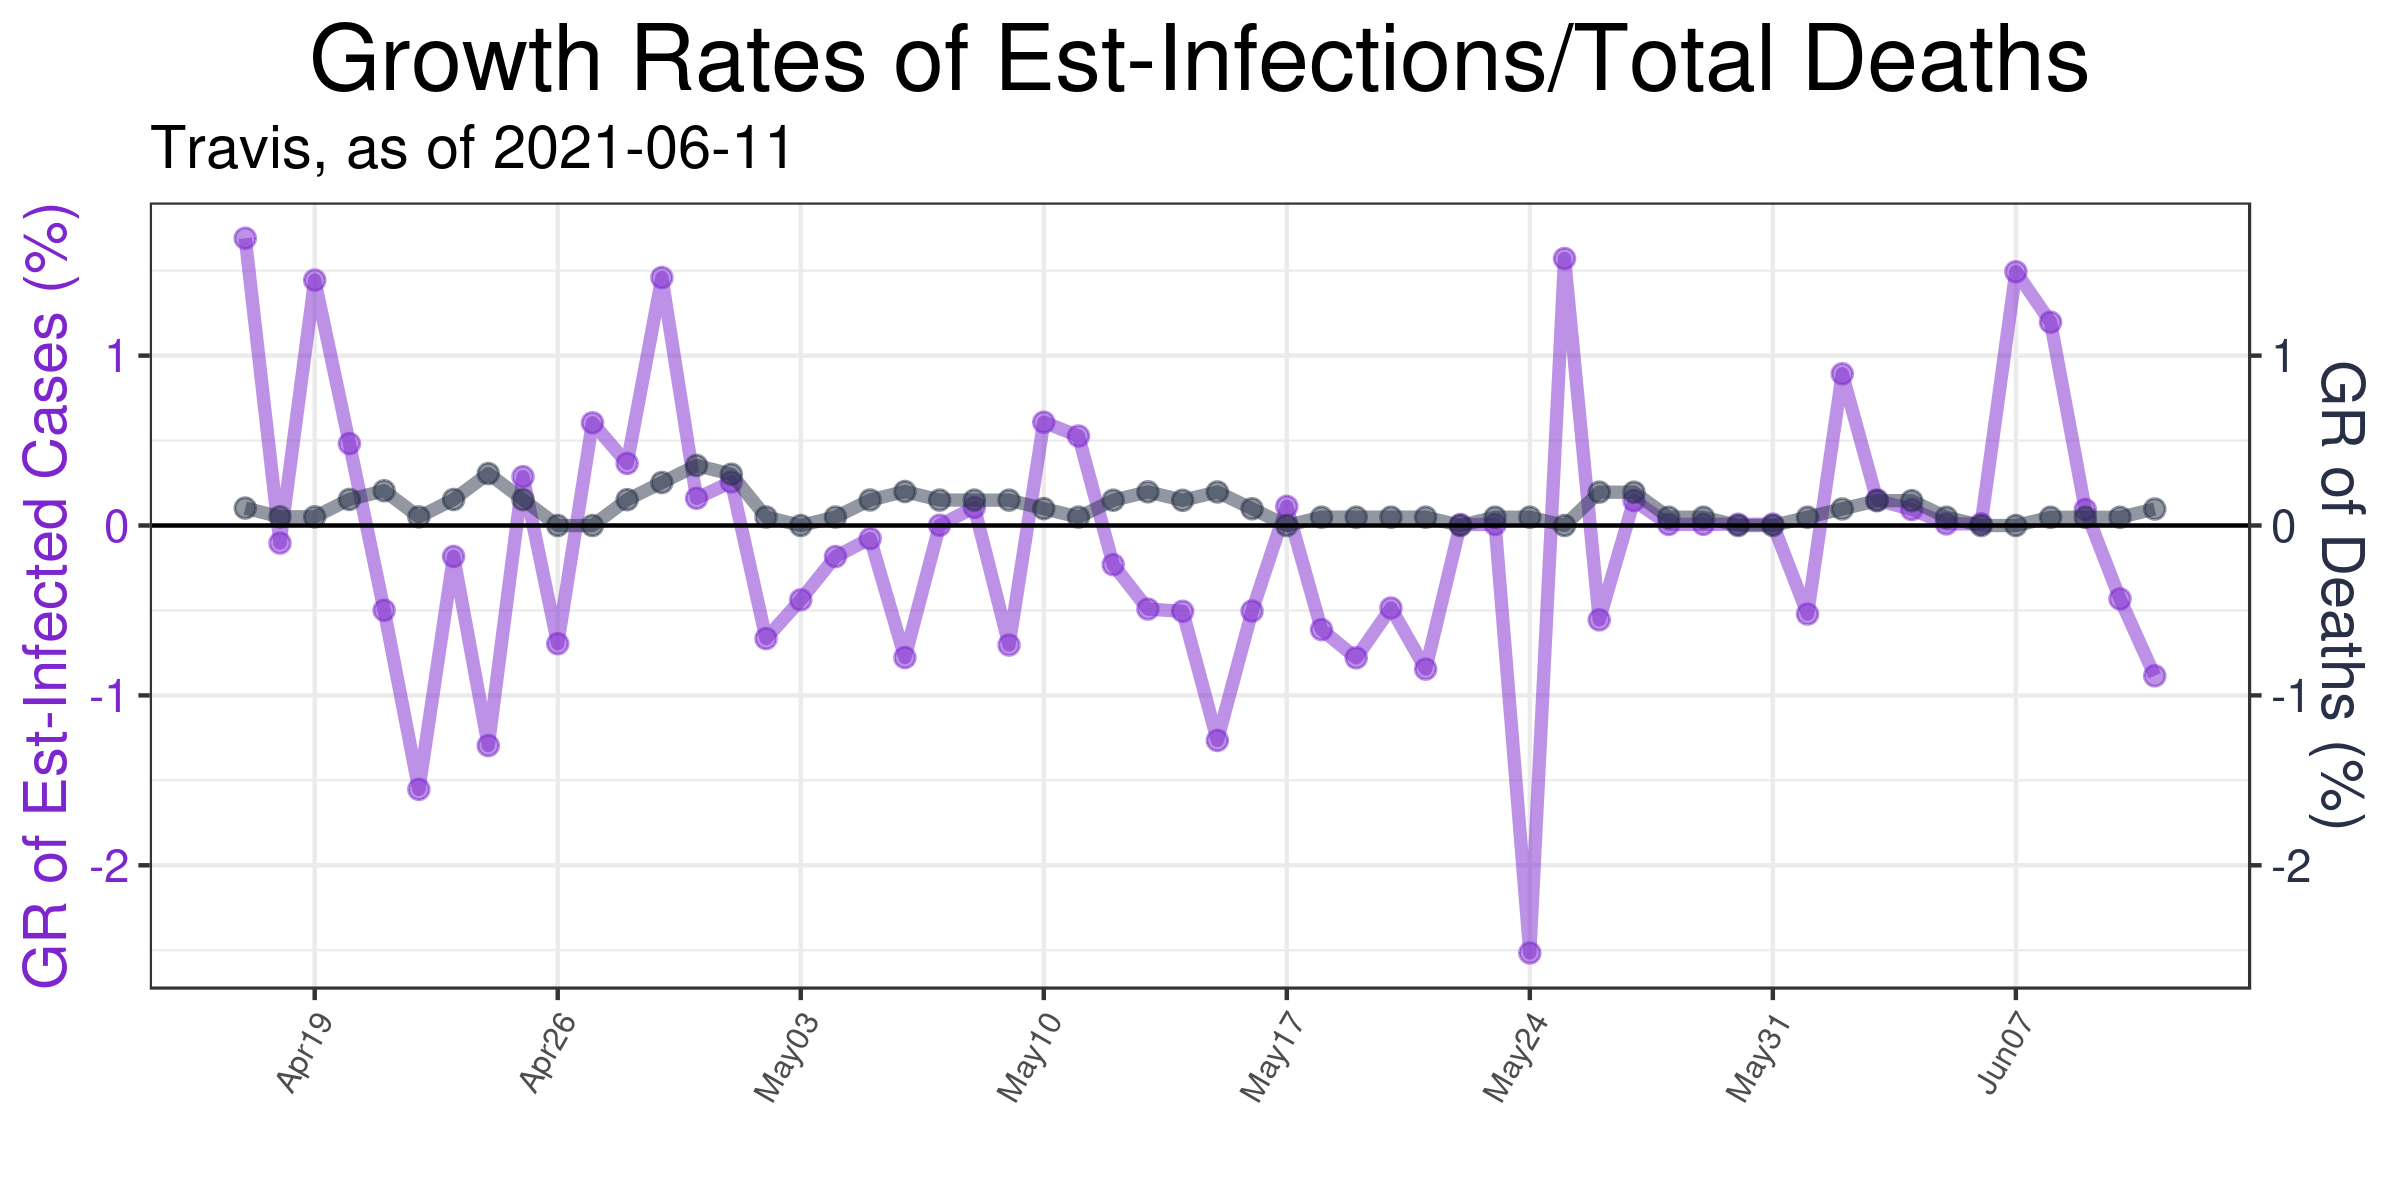 Growth Rates of Est-Infections/Total Deaths
Travis, as of 2021-06-11
GR of Est-Infected Cases (%)
1
0
-1
-2
1
0
-1
-2
GR of Deaths (%)
Apr19
Apr26
May03
May10
May17
May24
May31
Jun07